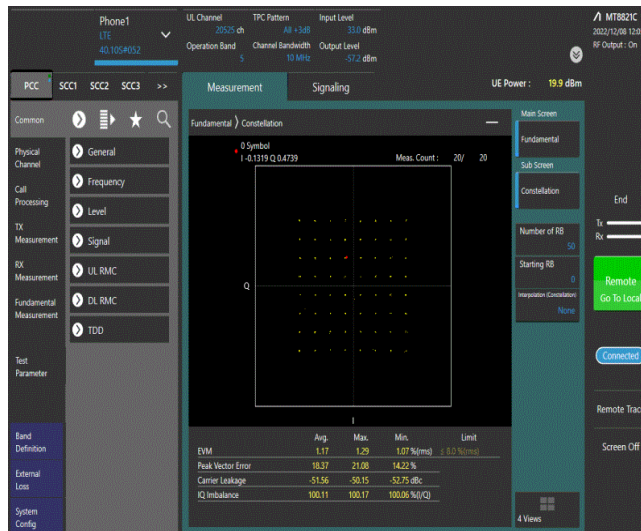 Phone1
LTE
40.10S#052
UL Channel
20525 ch
TPC Pattern
All +3dB
Input Level
33.0 dBm
Operation Band
5
Channel Bandwidth
10 MHz
Output Level
-57.2 dBm
MT8821C
2022/12/08 12:0
RF Output : On
PCC
SCC1
SCC2
SCC3
>>
Measurement
Signaling
UE Power : 19.9 dBm
Common
Physical
Channel
Call
Processing
TX
Measurement
RX
Measurement
Fundamental
Measurement
Test
Parameter
Band
Definition
External
Loss
System
Config
General
Frequency
Level
Signal
UL RMC
DL RMC
TDD
Fundamental > Constellation
0 Symbol
I -0.1319 Q 0.4739
Meas. Count : 20/ 20
Q
I
Avg. Max. Min. Limit
EVM 1.17 1.29 1.07 %(rms) ≤ 8.0 %(rms)
Peak Vector Error 18.37 21.08 14.22 %
Carrier Leakage -51.56 -50.15 -52.75 dBc
IQ Imbalance 100.11 100.17 100.06 %(I/Q)
Main Screen
Fundamental
Sub Screen
Constellation
Number of RB
50
Starting RB
0
Interpolation (Constellation)
None
4 Views
End
Tx
Rx
Remote
Go To Local
Connected
Remote Trac
Screen Off